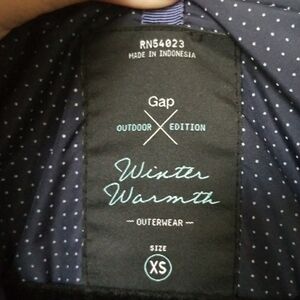 RN54023
MADE IN INDONESIA
Gap
OUTDOOR EDITION
Winter
Warmth
— OUTERWEAR —
SIZE
XS